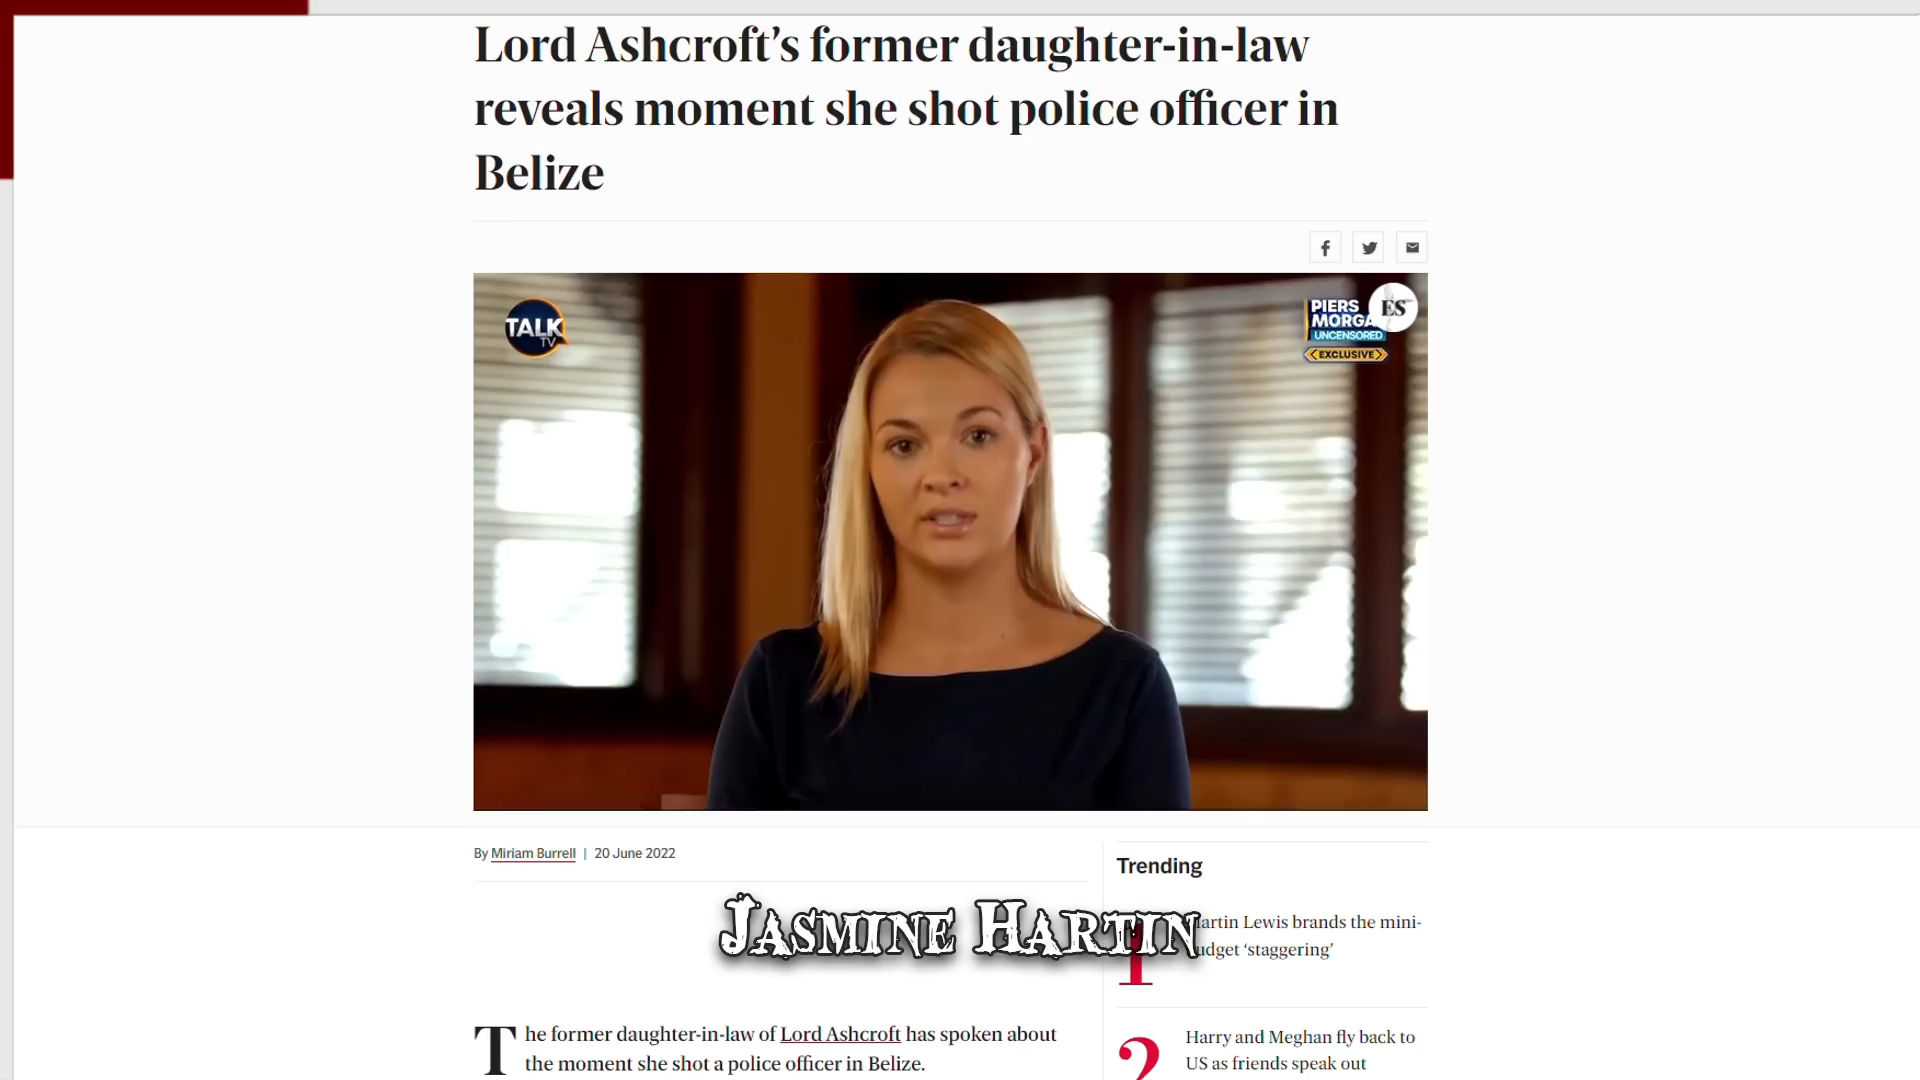 Lord Ashcroft’s former daughter-in-law
reveals moment she shot police officer in
Belize
TALK
TV
PIERS
UNCENSORED
EXCLUSIVE
ES
By Miriam Burrell | 20 June 2022
Trending
Jasmine Hartin
1
Lewis brands the mini-
‘staggering’
The former daughter-in-law of Lord Ashcroft has spoken about
the moment she shot a police officer in Belize.
2
Harry and Meghan fly back to
US as friends speak out